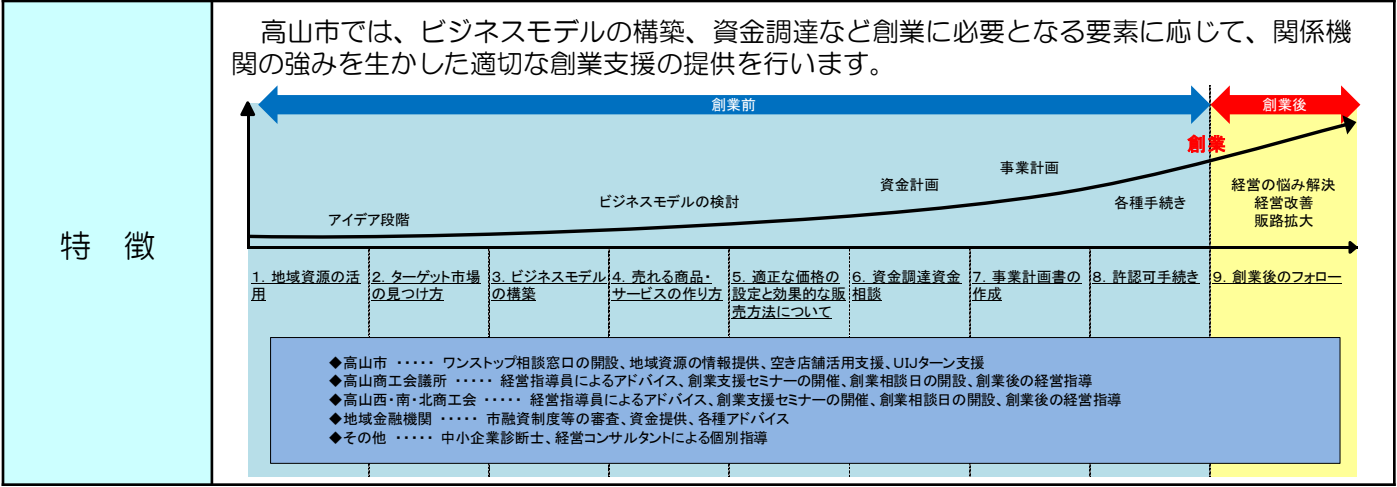 特　徴
高山市では、ビジネスモデルの構築、資金調達など創業に必要となる要素に応じて、関係機
関の強みを生かした適切な創業支援の提供を行います。
創業前
創業後
創業
アイデア段階
ビジネスモデルの検討
資金計画
事業計画
各種手続き
経営の悩み解決
経営改善
販路拡大
1. 地域資源の活
用
2. ターゲット市場
の見つけ方
3. ビジネスモデル
の構築
4. 売れる商品・
サービスの作り方
5. 適正な価格の
設定と効果的な販
売方法について
6. 資金調達資金
相談
7. 事業計画書の
作成
8. 許認可手続き
9. 創業後のフォロー
◆高山市 ・・・・・ ワンストップ相談窓口の開設、地域資源の情報提供、空き店舗活用支援、UIJターン支援
◆高山商工会議所 ・・・・・ 経営指導員によるアドバイス、創業支援セミナーの開催、創業相談日の開設、創業後の経営指導
◆高山西・南・北商工会 ・・・・・ 経営指導員によるアドバイス、創業支援セミナーの開催、創業相談日の開設、創業後の経営指導
◆地域金融機関 ・・・・・ 市融資制度等の審査、資金提供、各種アドバイス
◆その他 ・・・・・ 中小企業診断士、経営コンサルタントによる個別指導